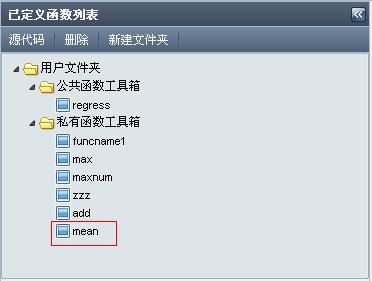 已定义函数列表
源代码 删除 新建文件夹
用户文件夹
公共函数工具箱
regress
私有函数工具箱
funcname1
max
maxnum
zzz
add
mean